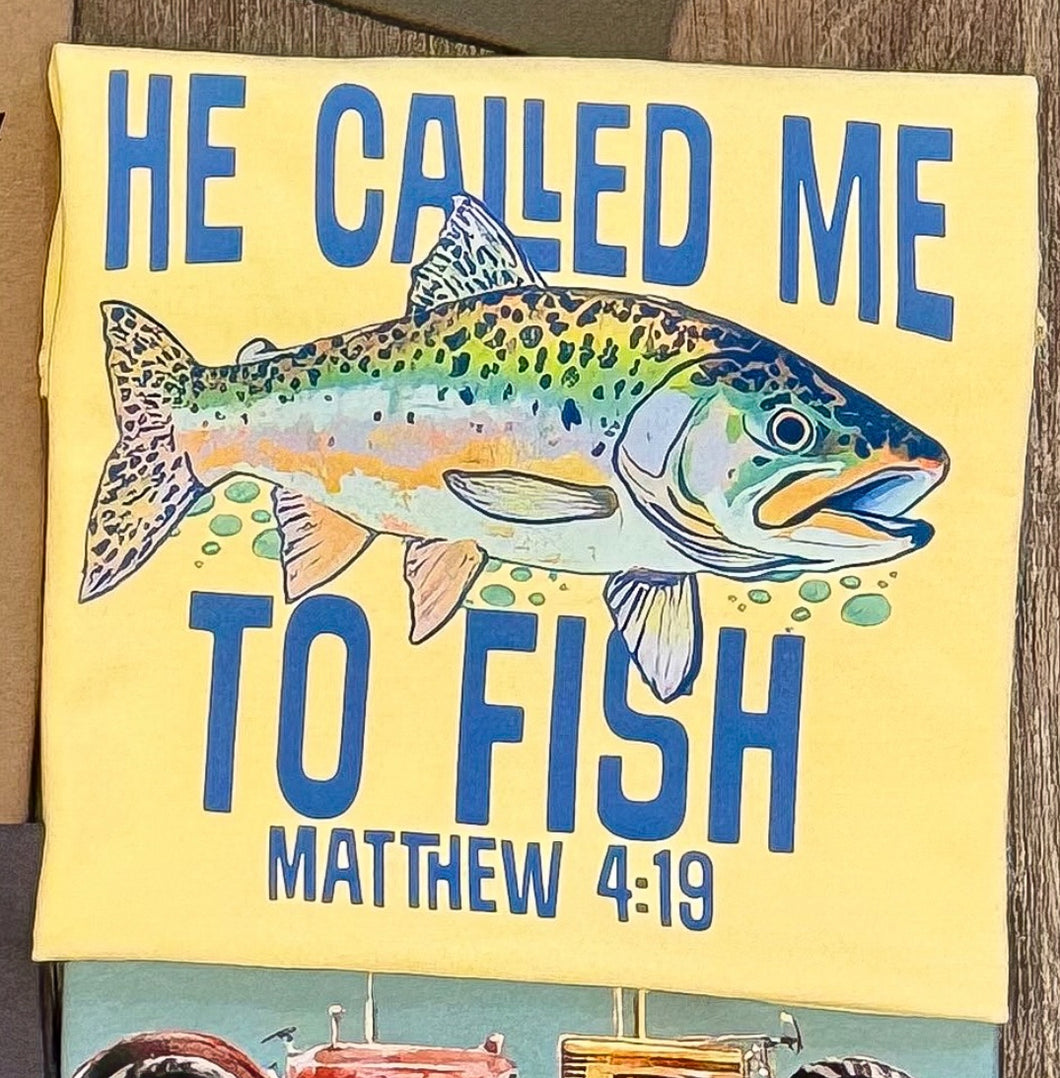 HE CALLED ME
TO FISH
MATTHEW 4:19